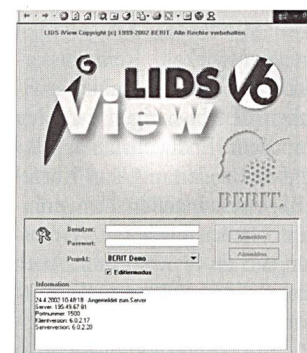 LIDS iView Copyright (c) 1999-2002 BERIT. Alle Rechte vorbehalten
LIDS V6
iView
BERIT.
Benutzer:
Passwort:
Projekt: BERIT Demo
Editiermodus
Anmelden
Abmelden
Information
24.4.2002 10:48:18 Angemeldet zum Server
Server: 195.49.67.81
Portnummer: 1500
Klientversion: 6.0.2.17
Serverversion: 6.0.2.20